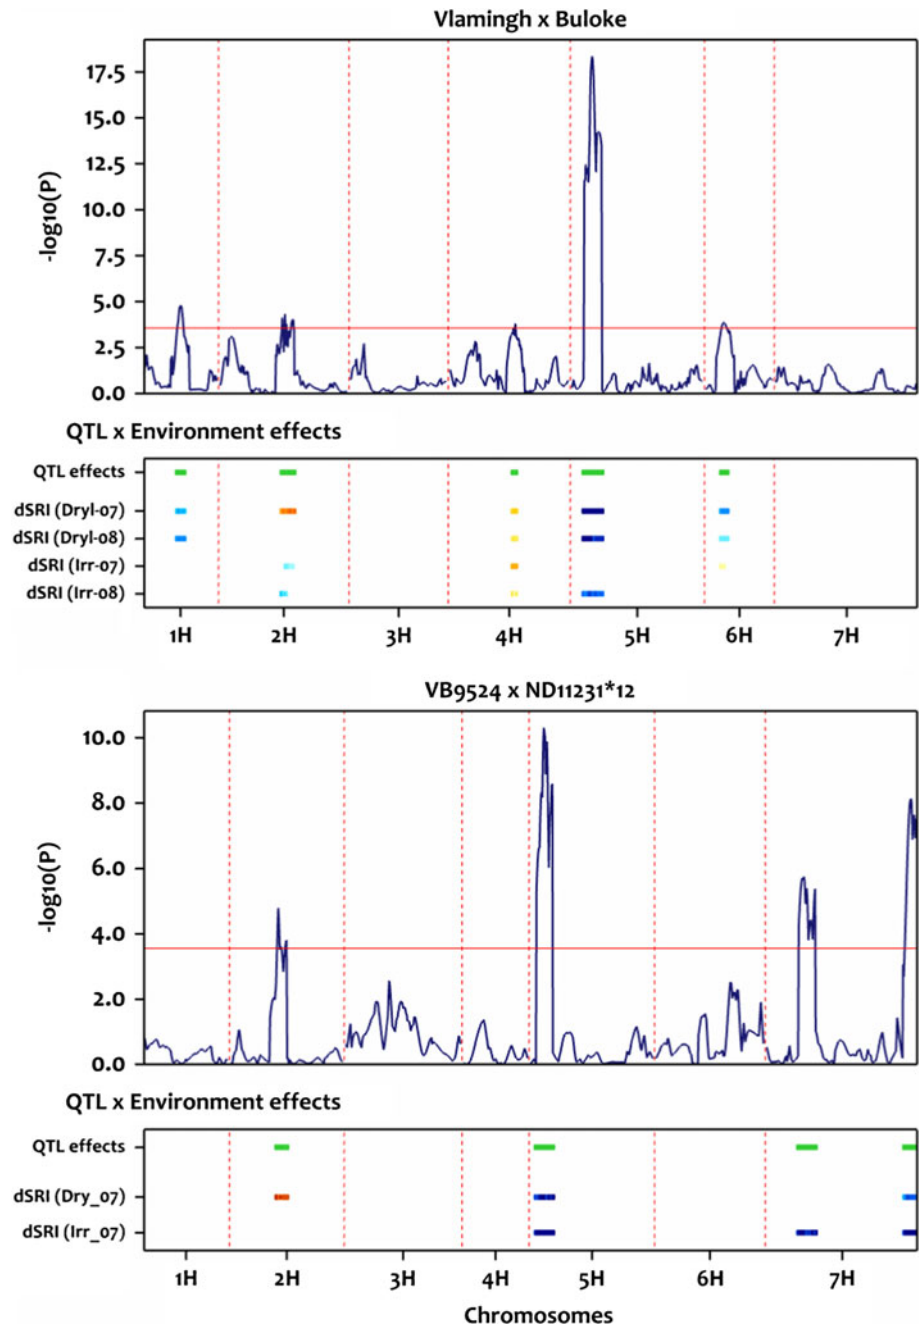 Vlamingh x Buloke
17.5
15.0
12.5
10.0
7.5
5.0
2.5
0.0
-log10(P)
QTL x Environment effects
QTL effects
dSRI (Dryl-07)
dSRI (Dryl-08)
dSRI (Irr-07)
dSRI (Irr-08)
1H 2H 3H 4H 5H 6H 7H
VB9524 x ND11231*12
10.0
8.0
6.0
4.0
2.0
0.0
-log10(P)
QTL x Environment effects
QTL effects
dSRI (Dry_07)
dSRI (Irr_07)
1H 2H 3H 4H 5H 6H 7H
Chromosomes